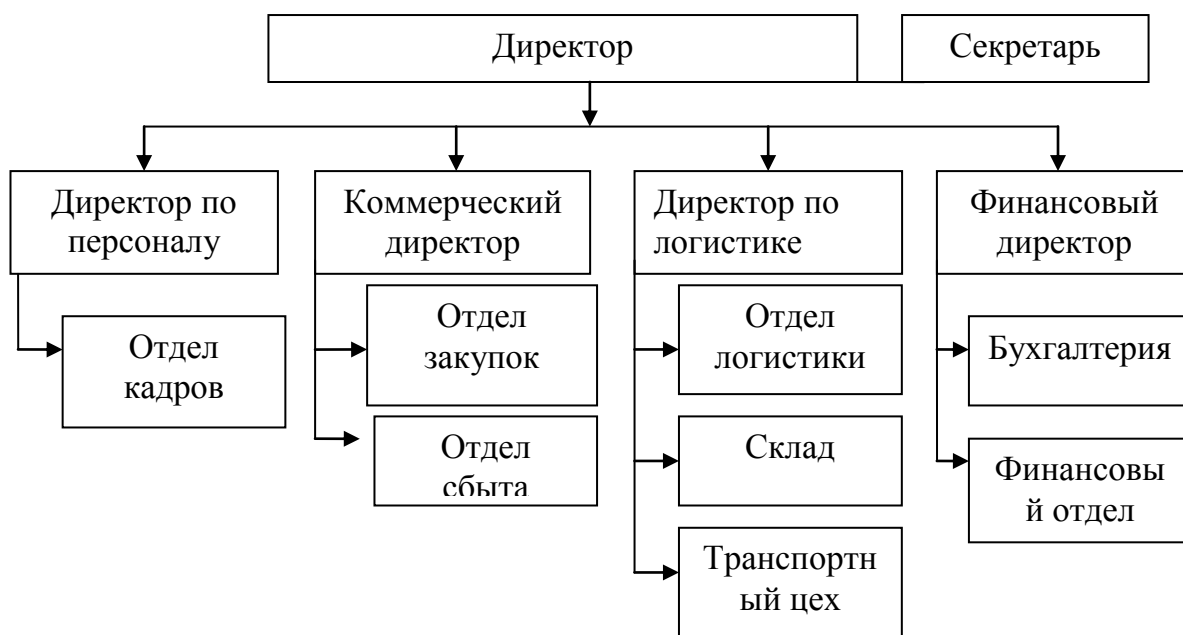 Директор
Секретарь
Директор по
персоналу
Коммерческий
директор
Директор по
логистике
Финансовый
директор
Отдел
кадров
Отдел
закупок
Отдел
сбыта
Отдел
логистики
Склад
Транспортн
ый цех
Бухгалтерия
Финансовы
й отдел